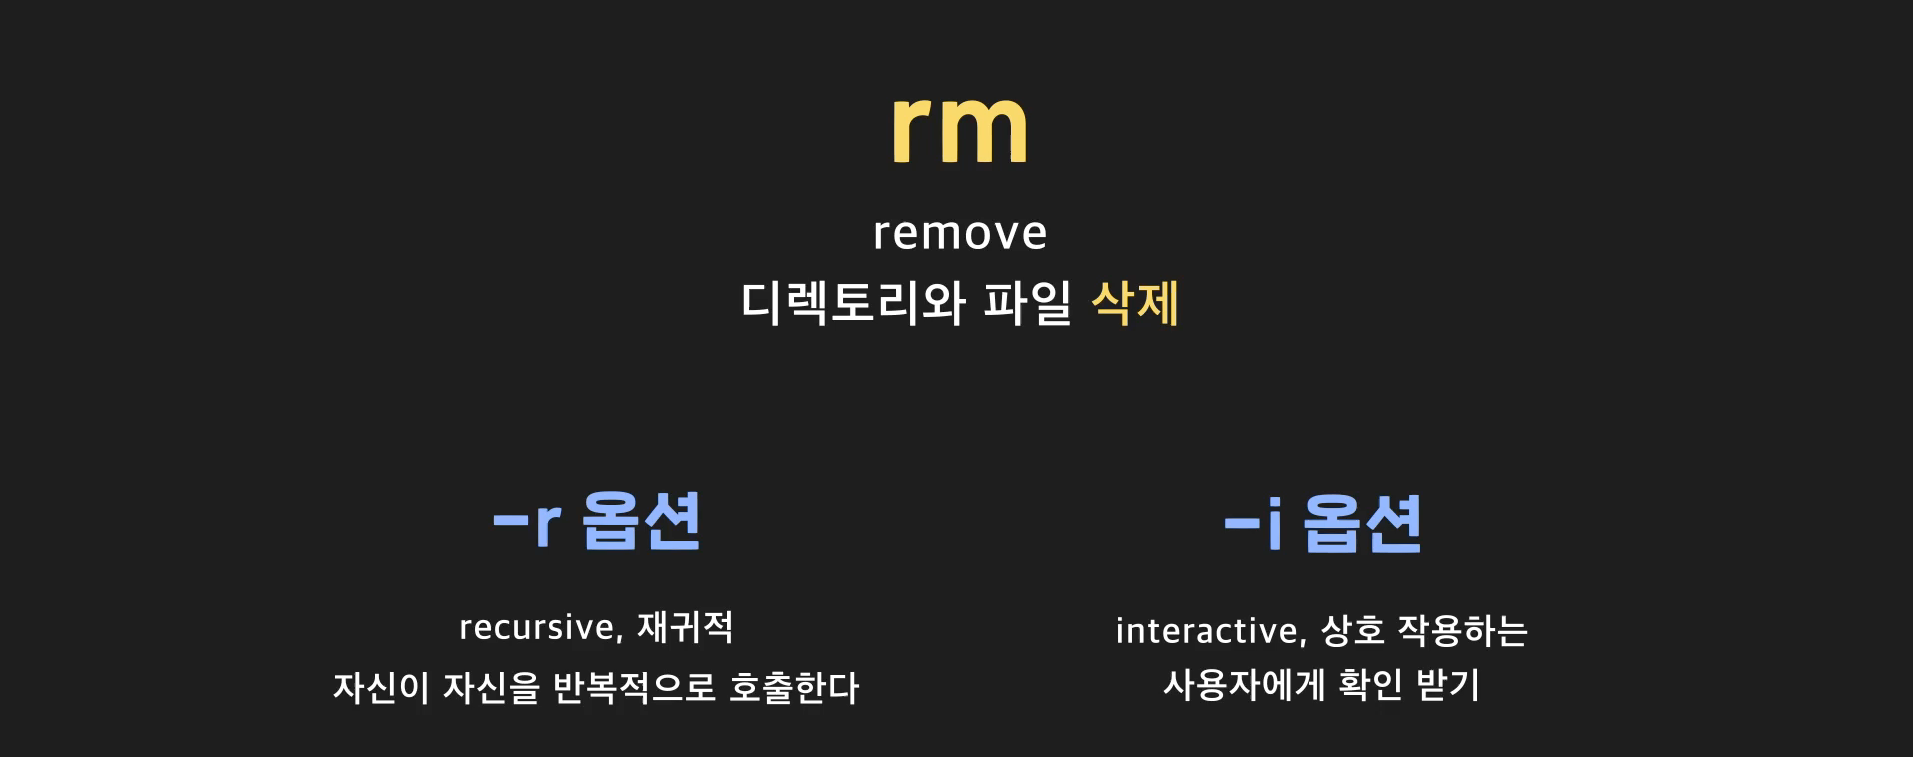 rm
remove
디렉토리와 파일 삭제
-r 옵션
recursive, 재귀적
자신이 자신을 반복적으로 호출한다
-i 옵션
interactive, 상호 작용하는
사용자에게 확인 받기